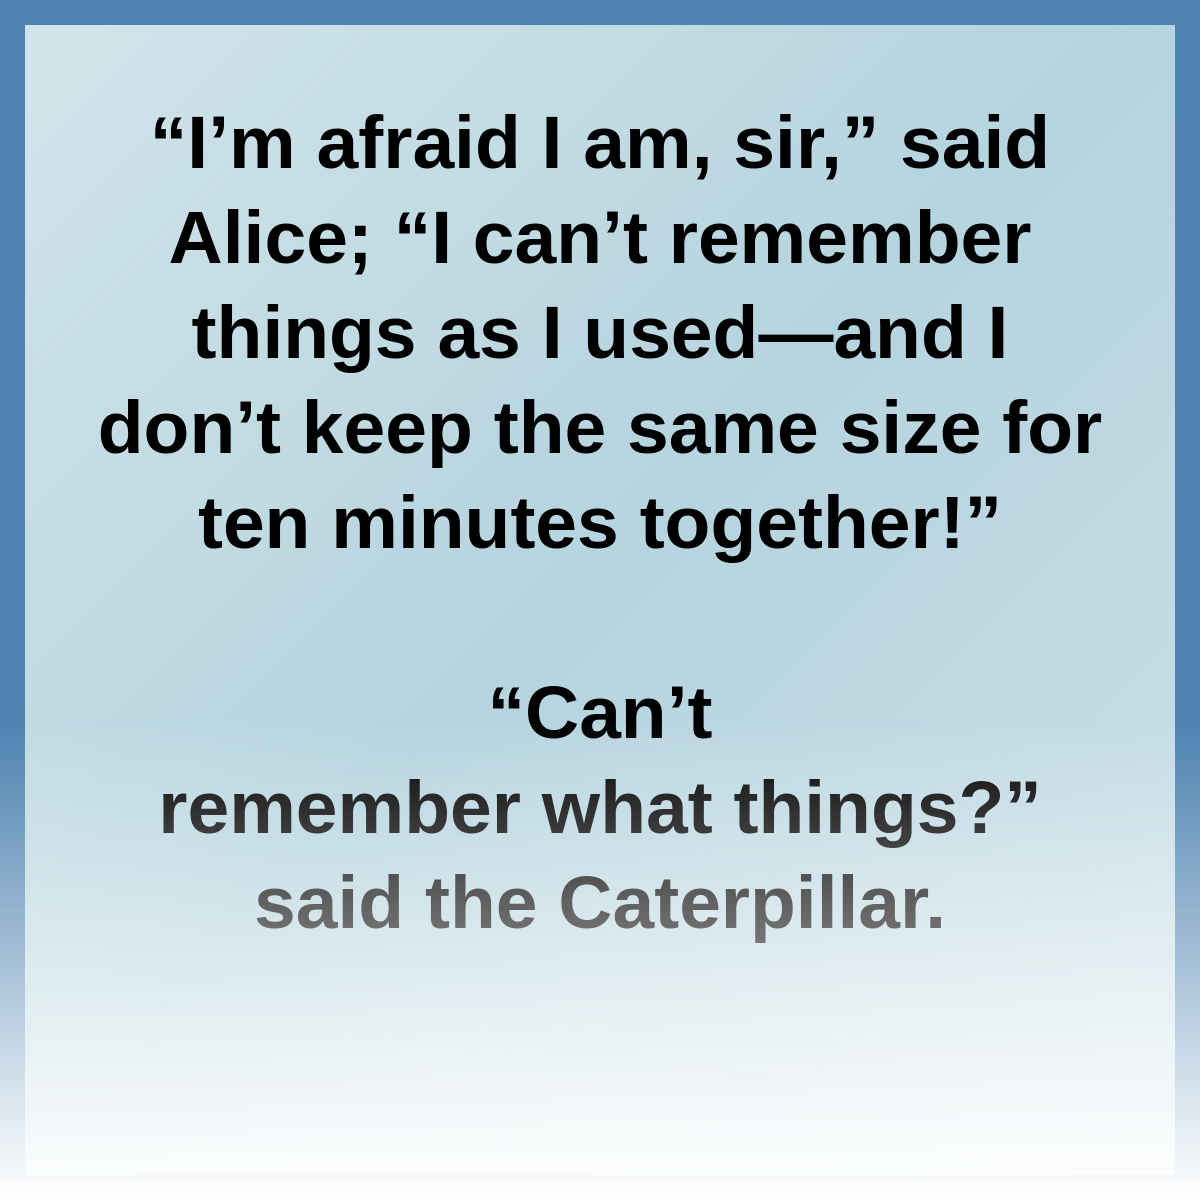 “I’m afraid I am, sir,” said
Alice; “I can’t remember
things as I used—and I
don’t keep the same size for
ten minutes together!”
“Can’t
remember what things?”
said the Caterpillar.